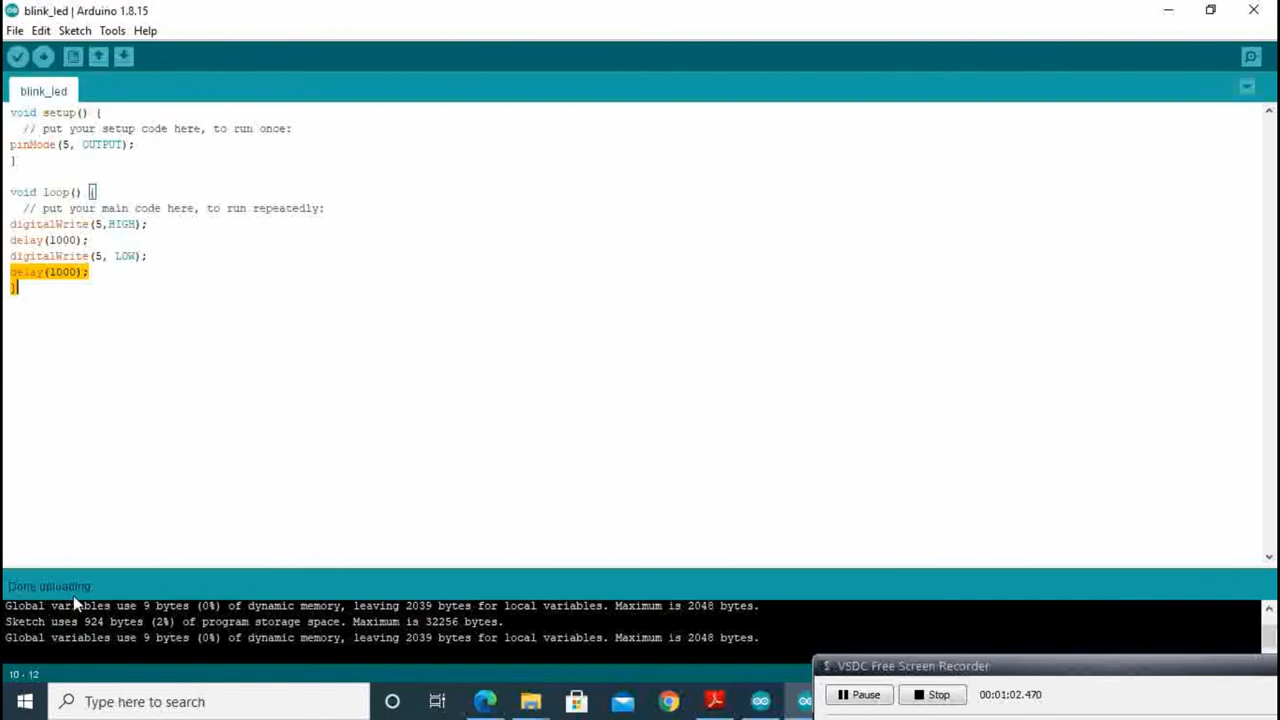 blink_led | Arduino 1.8.15
File Edit Sketch Tools Help
blink_led
void setup() {
// put your setup code here, to run once:
pinMode(5, OUTPUT);
}
void loop() {
// put your main code here, to run repeatedly:
digitalWrite(5,HIGH);
delay(1000);
digitalWrite(5, LOW);
delay(1000);
}
Done uploading.
Global variables use 9 bytes (0%) of dynamic memory, leaving 2039 bytes for local variables. Maximum is 2048 bytes.
Sketch uses 924 bytes (2%) of program storage space. Maximum is 32256 bytes.
Global variables use 9 bytes (0%) of dynamic memory, leaving 2039 bytes for local variables. Maximum is 2048 bytes.
10 - 12
VSDC Free Screen Recorder
Pause Stop 00:01:02.470
Type here to search